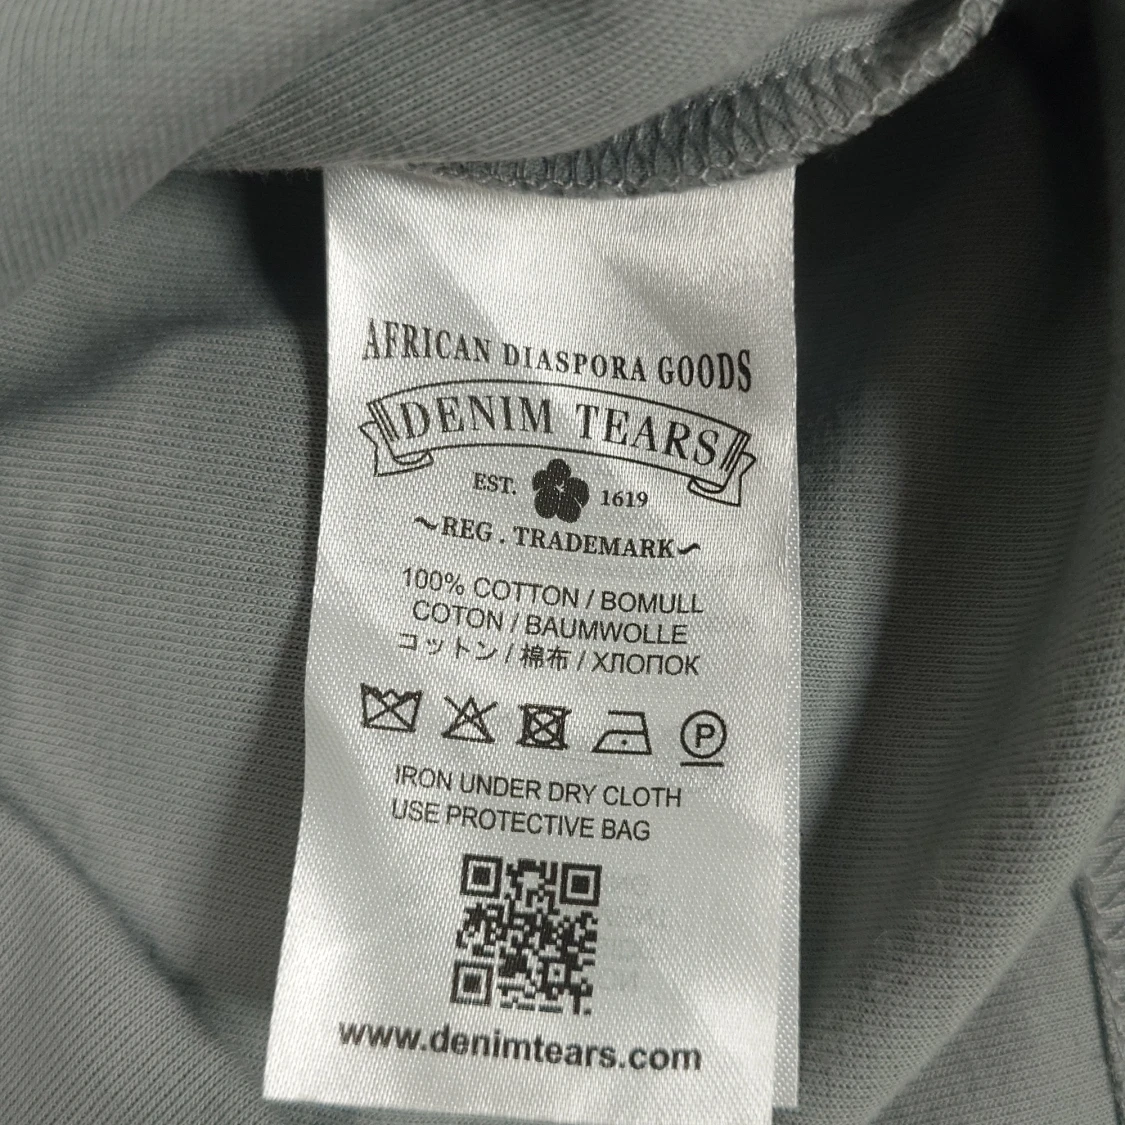 AFRICAN DIASPORA GOODS
DENIM TEARS
EST. 1619
~REG. TRADEMARK~
100% COTTON / BOMULL
COTON / BAUMWOLLE
コットン / 棉布 / ХЛОПОК
P
IRON UNDER DRY CLOTH
USE PROTECTIVE BAG
www.denimtears.com